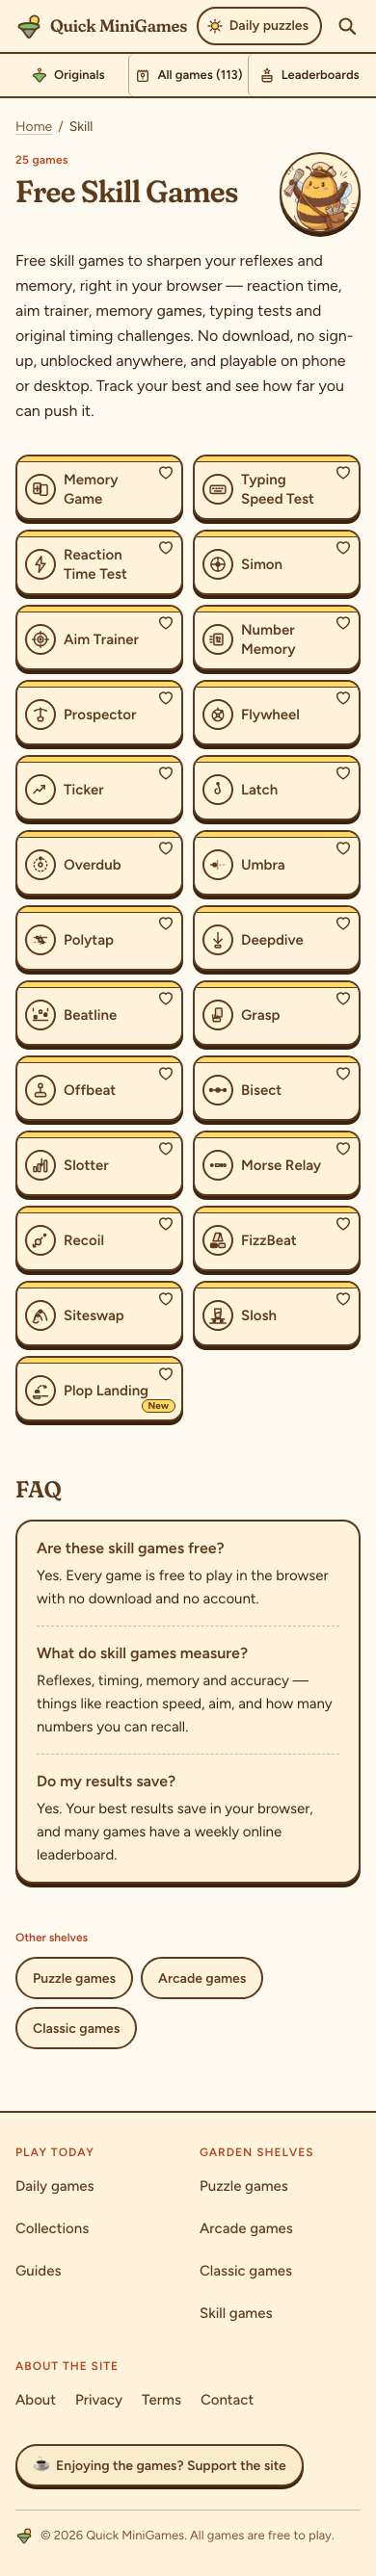 Quick MiniGames
Daily puzzles
Originals
All games (113)
Leaderboards
Home / Skill
25 games
Free Skill Games
Free skill games to sharpen your reflexes and
memory, right in your browser — reaction time,
aim trainer, memory games, typing tests and
original timing challenges. No download, no sign-
up, unblocked anywhere, and playable on phone
or desktop. Track your best and see how far you
can push it.
Memory
Game
Typing
Speed Test
Reaction
Time Test
Simon
Aim Trainer
Number
Memory
Prospector
Flywheel
Ticker
Latch
Overdub
Umbra
Polytap
Deepdive
Beatline
Grasp
Offbeat
Bisect
Slotter
Morse Relay
Recoil
FizzBeat
Siteswap
Slosh
Plop Landing
New
FAQ
Are these skill games free?
Yes. Every game is free to play in the browser
with no download and no account.
What do skill games measure?
Reflexes, timing, memory and accuracy —
things like reaction speed, aim, and how many
numbers you can recall.
Do my results save?
Yes. Your best results save in your browser,
and many games have a weekly online
leaderboard.
Other shelves
Puzzle games
Arcade games
Classic games
PLAY TODAY
Daily games
Collections
Guides
GARDEN SHELVES
Puzzle games
Arcade games
Classic games
Skill games
ABOUT THE SITE
About Privacy Terms Contact
Enjoying the games? Support the site
© 2026 Quick MiniGames. All games are free to play.